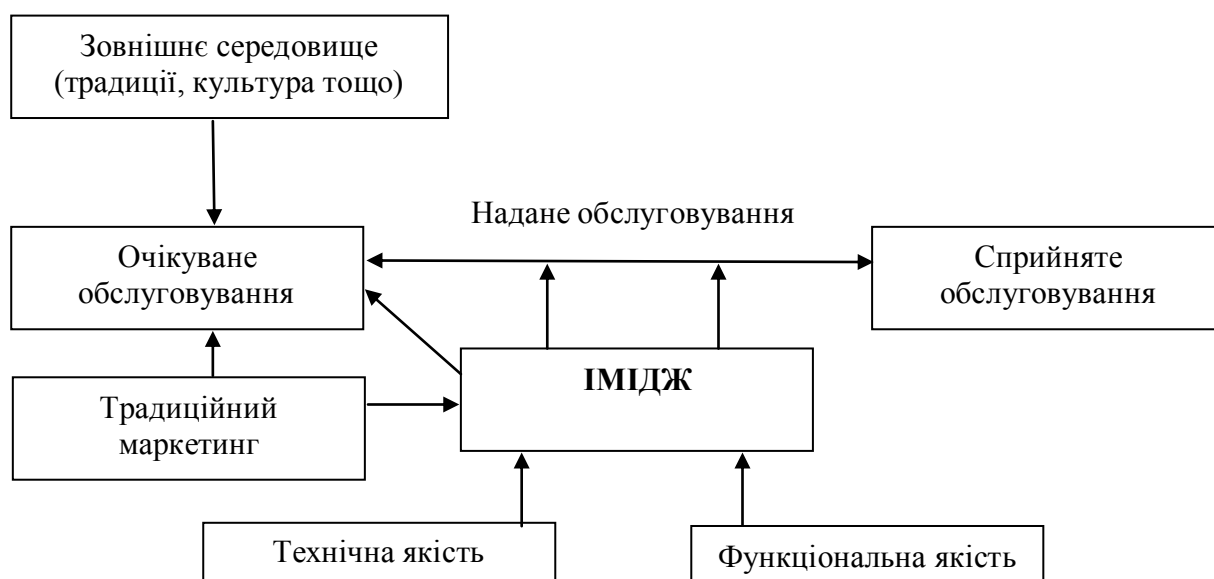 Зовнішнє середовище
(традиції, культура тощо)
Надане обслуговування
Очікуване
обслуговування
Сприйняте
обслуговування
ІМІДЖ
Традиційний
маркетинг
Технічна якість
Функціональна якість